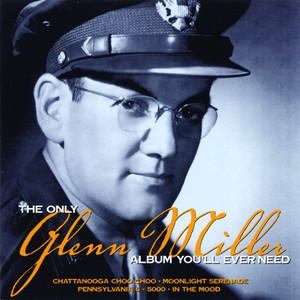 THE ONLY
Glenn Miller
ALBUM YOU'LL EVER NEED
CHATTANOOGA CHOO CHOO • MOONLIGHT SERENADE
PENNSYLVANIA 6 - 5000 • IN THE MOOD